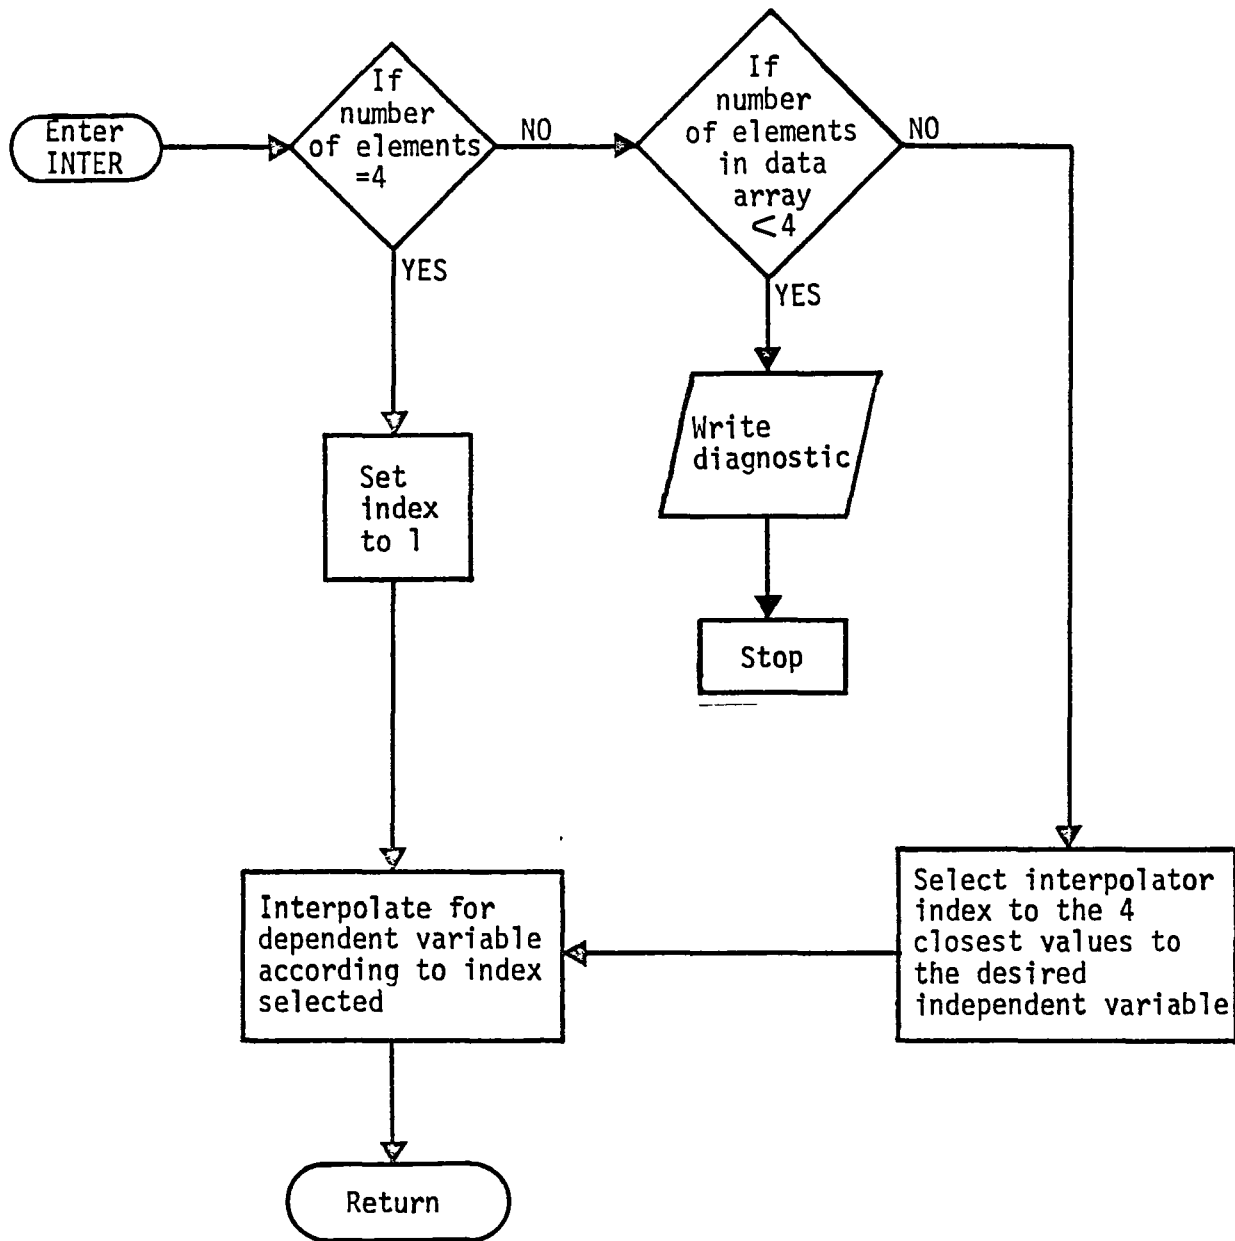 Enter
INTER
If
number
of elements
=4
NO
YES
If
number
of elements
in data
array
<4
NO
YES
Write
diagnostic
Set
index
to 1
Stop
Interpolate for
dependent variable
according to index
selected
Select interpolator
index to the 4
closest values to
the desired
independent variable
Return